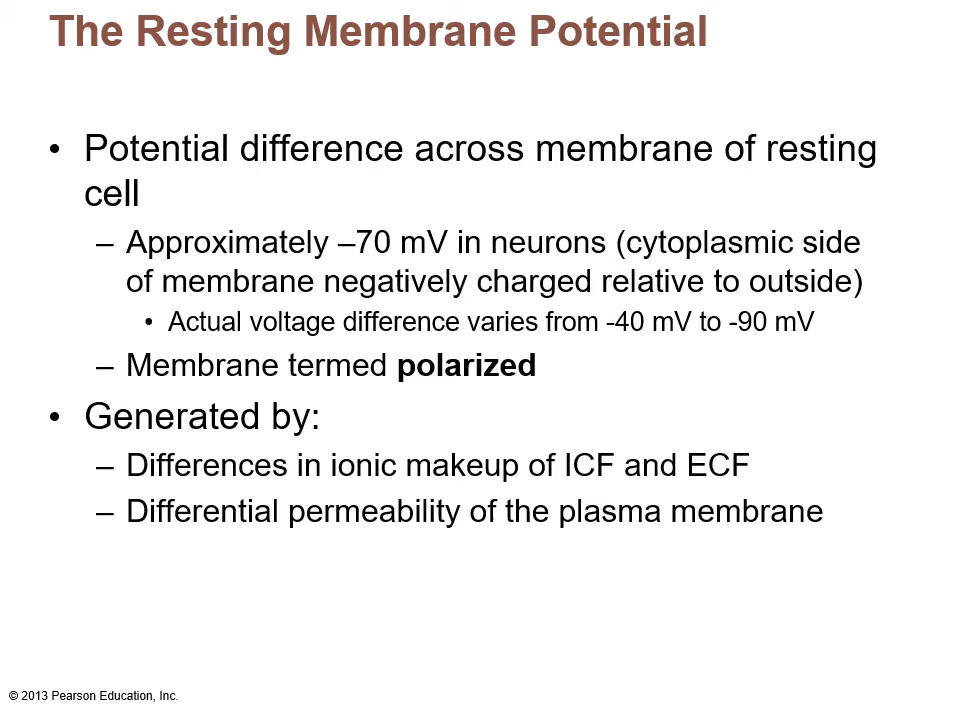 The Resting Membrane Potential
• Potential difference across membrane of resting
cell
– Approximately –70 mV in neurons (cytoplasmic side
of membrane negatively charged relative to outside)
• Actual voltage difference varies from -40 mV to -90 mV
– Membrane termed polarized
• Generated by:
– Differences in ionic makeup of ICF and ECF
– Differential permeability of the plasma membrane
© 2013 Pearson Education, Inc.